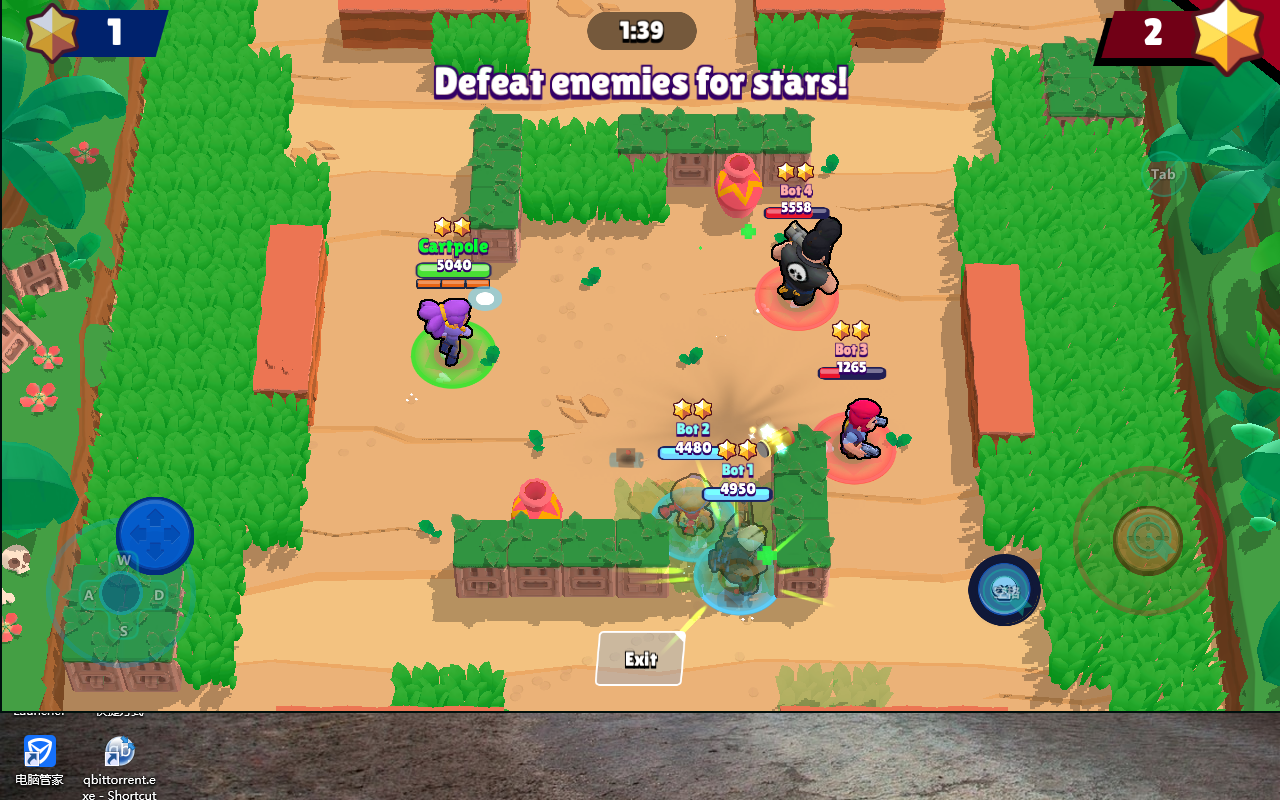 1
1:39
2
Defeat enemies for stars!
Tab
Bot 4
5558
Cartpole
5040
Bot 3
1265
Bot 2
4480
Bot 1
4950
W
A
D
S
Exit
电脑管家
qbittorrent.e
xe - Shortcut